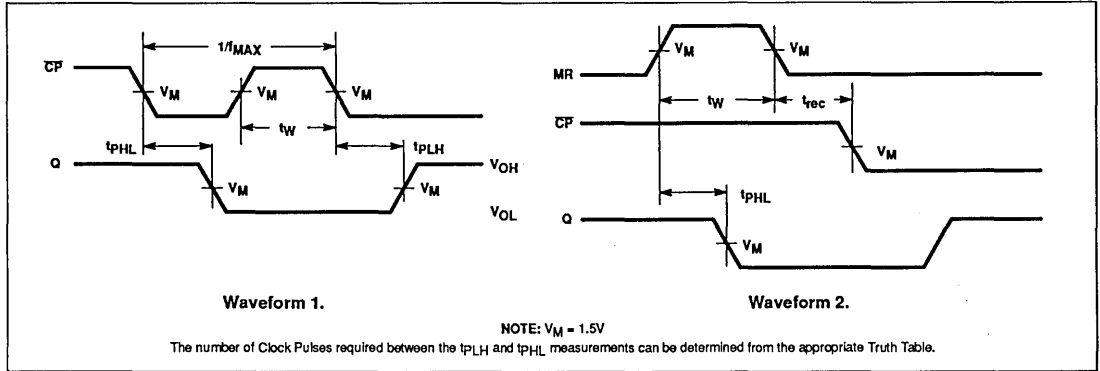 1/fMAX
CP
VM
VM
VM
tW
tPHL
tPLH
Q
VOH
VM
VM
VOL
Waveform 1.
VM
VM
MR
tW
trec
CP
VM
tPHL
Q
VM
Waveform 2.
NOTE: VM = 1.5V
The number of Clock Pulses required between the tPLH and tPHL measurements can be determined from the appropriate Truth Table.